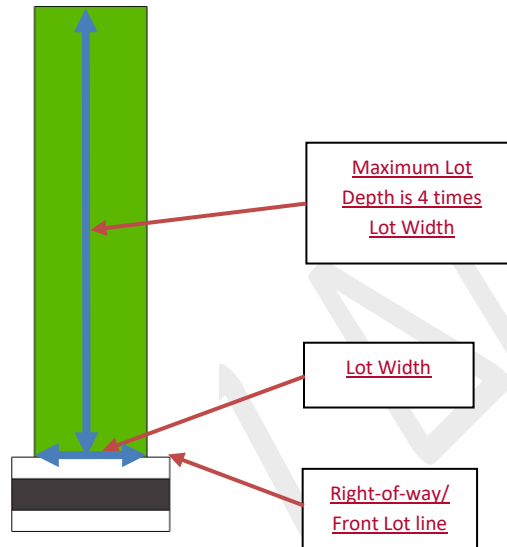 Maximum Lot
Depth is 4 times
Lot Width
Lot Width
Right-of-way/
Front Lot line